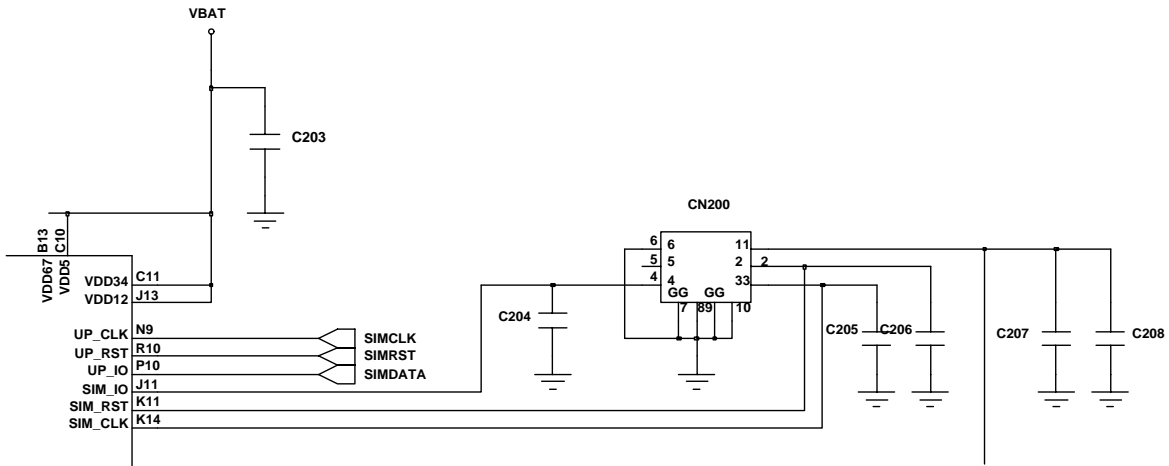 VBAT
C203
CN200
B13
C10
VDD67
VDD5
VDD34 C11
VDD12 J13
6 6 11
5 5 2 2
4 4 33
GG GG
7 89 10
UP_CLK N9 SIMCLK
UP_RST R10 SIMRST
UP_IO P10 SIMDATA
SIM_IO J11
SIM_RST K11
SIM_CLK K14
C204
C205
C206
C207
C208